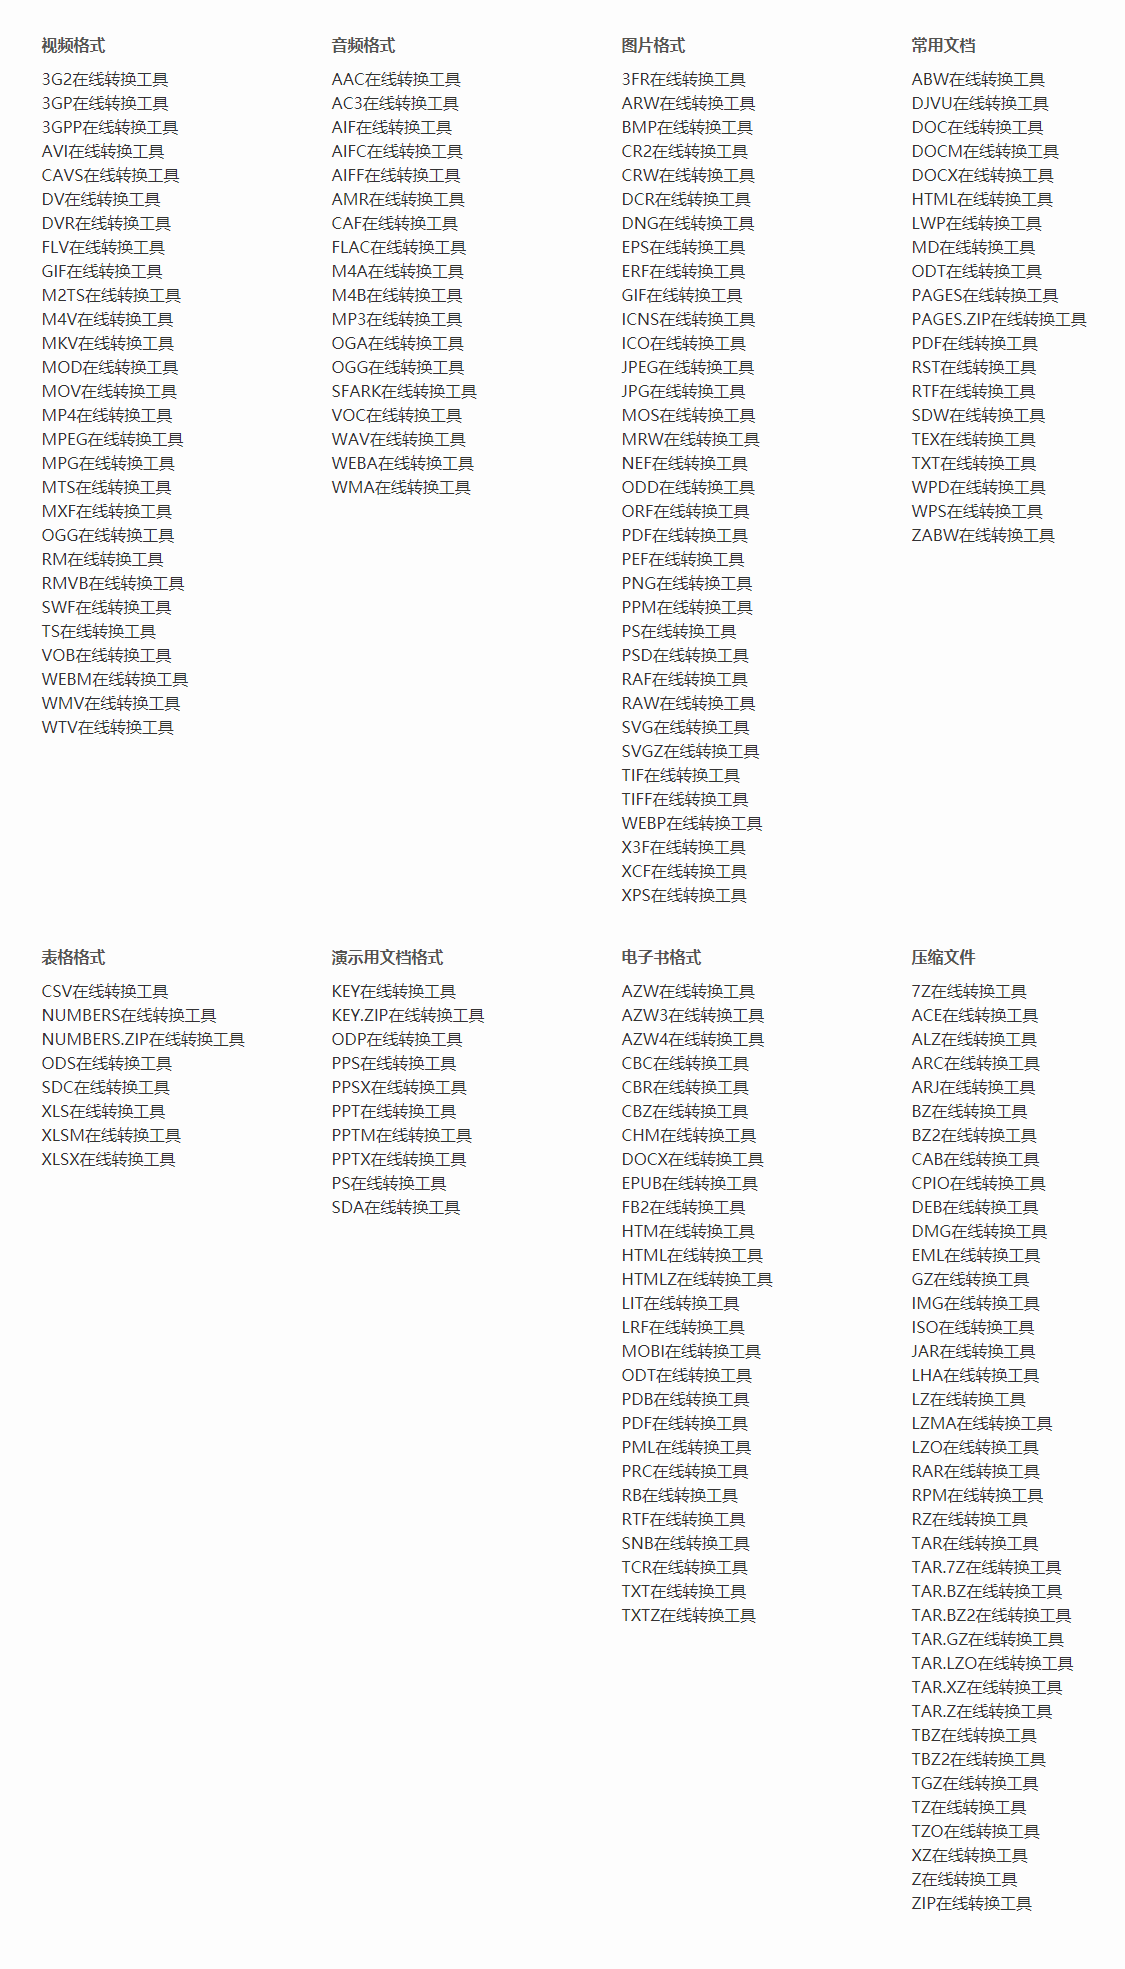 视频格式
3G2在线转换工具
3GP在线转换工具
3GPP在线转换工具
AVI在线转换工具
CAVS在线转换工具
DV在线转换工具
DVR在线转换工具
FLV在线转换工具
GIF在线转换工具
M2TS在线转换工具
M4V在线转换工具
MKV在线转换工具
MOD在线转换工具
MOV在线转换工具
MP4在线转换工具
MPEG在线转换工具
MPG在线转换工具
MTS在线转换工具
MXF在线转换工具
OGG在线转换工具
RM在线转换工具
RMVB在线转换工具
SWF在线转换工具
TS在线转换工具
VOB在线转换工具
WEBM在线转换工具
WMV在线转换工具
WTV在线转换工具
音频格式
AAC在线转换工具
AC3在线转换工具
AIF在线转换工具
AIFC在线转换工具
AIFF在线转换工具
AMR在线转换工具
CAF在线转换工具
FLAC在线转换工具
M4A在线转换工具
M4B在线转换工具
MP3在线转换工具
OGA在线转换工具
OGG在线转换工具
SFARK在线转换工具
VOC在线转换工具
WAV在线转换工具
WEBA在线转换工具
WMA在线转换工具
图片格式
3FR在线转换工具
ARW在线转换工具
BMP在线转换工具
CR2在线转换工具
CRW在线转换工具
DCR在线转换工具
DNG在线转换工具
EPS在线转换工具
ERF在线转换工具
GIF在线转换工具
ICNS在线转换工具
ICO在线转换工具
JPEG在线转换工具
JPG在线转换工具
MOS在线转换工具
MRW在线转换工具
NEF在线转换工具
ODD在线转换工具
ORF在线转换工具
PDF在线转换工具
PEF在线转换工具
PNG在线转换工具
PPM在线转换工具
PS在线转换工具
PSD在线转换工具
RAF在线转换工具
RAW在线转换工具
SVG在线转换工具
SVGZ在线转换工具
TIF在线转换工具
TIFF在线转换工具
WEBP在线转换工具
X3F在线转换工具
XCF在线转换工具
XPS在线转换工具
常用文档
ABW在线转换工具
DJVU在线转换工具
DOC在线转换工具
DOCM在线转换工具
DOCX在线转换工具
HTML在线转换工具
LWP在线转换工具
MD在线转换工具
ODT在线转换工具
PAGES在线转换工具
PAGES.ZIP在线转换工具
PDF在线转换工具
RST在线转换工具
RTF在线转换工具
SDW在线转换工具
TEX在线转换工具
TXT在线转换工具
WPD在线转换工具
WPS在线转换工具
ZABW在线转换工具
表格格式
CSV在线转换工具
NUMBERS在线转换工具
NUMBERS.ZIP在线转换工具
ODS在线转换工具
SDC在线转换工具
XLS在线转换工具
XLSM在线转换工具
XLSX在线转换工具
演示用文档格式
KEY在线转换工具
KEY.ZIP在线转换工具
ODP在线转换工具
PPS在线转换工具
PPSX在线转换工具
PPT在线转换工具
PPTM在线转换工具
PPTX在线转换工具
PS在线转换工具
SDA在线转换工具
电子书格式
AZW在线转换工具
AZW3在线转换工具
AZW4在线转换工具
CBC在线转换工具
CBR在线转换工具
CBZ在线转换工具
CHM在线转换工具
DOCX在线转换工具
EPUB在线转换工具
FB2在线转换工具
HTM在线转换工具
HTML在线转换工具
HTMLZ在线转换工具
LIT在线转换工具
LRF在线转换工具
MOBI在线转换工具
ODT在线转换工具
PDB在线转换工具
PDF在线转换工具
PML在线转换工具
PRC在线转换工具
RB在线转换工具
RTF在线转换工具
SNB在线转换工具
TCR在线转换工具
TXT在线转换工具
TXTZ在线转换工具
压缩文件
7Z在线转换工具
ACE在线转换工具
ALZ在线转换工具
ARC在线转换工具
ARJ在线转换工具
BZ在线转换工具
BZ2在线转换工具
CAB在线转换工具
CPIO在线转换工具
DEB在线转换工具
DMG在线转换工具
EML在线转换工具
GZ在线转换工具
IMG在线转换工具
ISO在线转换工具
JAR在线转换工具
LHA在线转换工具
LZ在线转换工具
LZMA在线转换工具
LZO在线转换工具
RAR在线转换工具
RPM在线转换工具
RZ在线转换工具
TAR在线转换工具
TAR.7Z在线转换工具
TAR.BZ在线转换工具
TAR.BZ2在线转换工具
TAR.GZ在线转换工具
TAR.LZO在线转换工具
TAR.XZ在线转换工具
TAR.Z在线转换工具
TBZ在线转换工具
TBZ2在线转换工具
TGZ在线转换工具
TZ在线转换工具
TZO在线转换工具
XZ在线转换工具
Z在线转换工具
ZIP在线转换工具